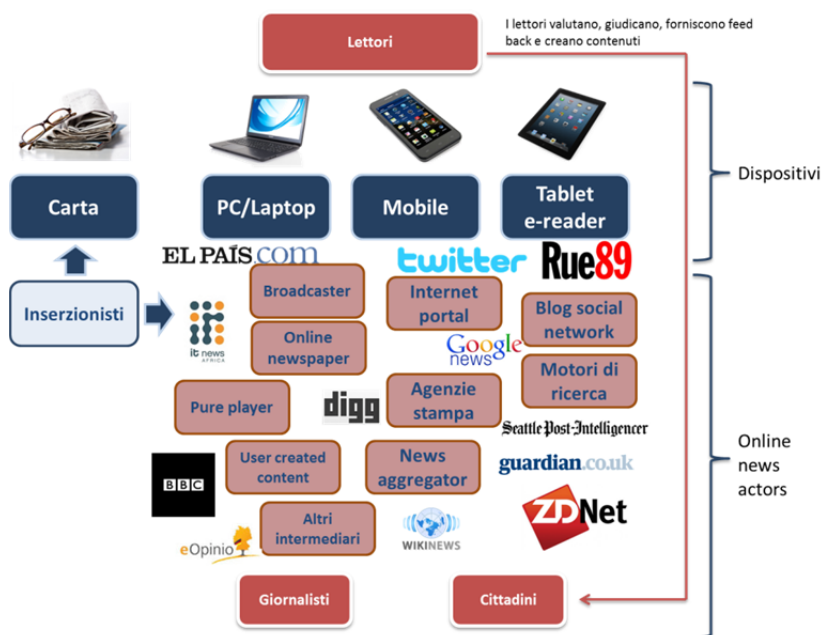 Lettori
I lettori valutano, giudicano, forniscono feed
back e creano contenuti
Carta
PC/Laptop
Mobile
Tablet
e-reader
Dispositivi
EL PAÍS.com
twitter
Rue89
Inserzionisti
it news
AFRICA
Broadcaster
Internet
portal
Blog social
network
Online
newspaper
Google
news
Motori di
ricerca
Pure player
digg
Agenzie
stampa
Seattle Post-Intelligencer
Online
news
actors
BBC
User created
content
News
aggregator
guardian.co.uk
eOpinio
Altri
intermediari
WIKINEWS
ZDNet
Giornalisti
Cittadini